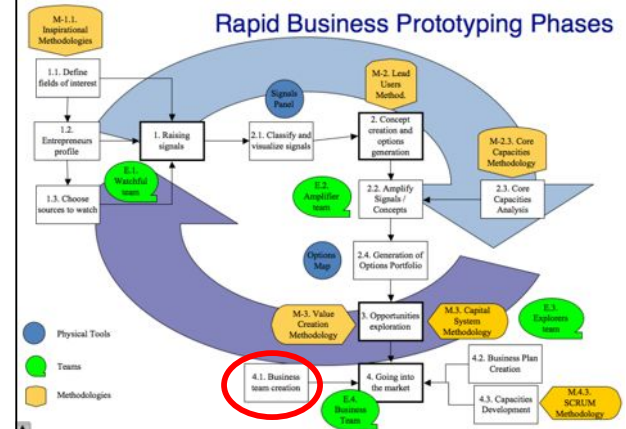 Rapid Business Prototyping Phases
M-1.1.
Inspirational
Methodologies
1.1. Define
fields of interest
1.2.
Entrepreneurs
profile
1.3. Choose
sources to watch
E.1.
Watchful
team
1. Raising
signals
Signals
Panel
2.1. Classify and
visualize signals
M-2. Lead
Users
Method.
2. Concept
creation and
options
generation
M-2.3. Core
Capacities
Methodology
E.2.
Amplifier
team
2.2. Amplify
Signals /
Concepts
2.3. Core
Capacities
Analysis
Options
Map
2.4. Generation of
Options Portfolio
M-3. Value
Creation
Methodology
3. Opportunities
exploration
M.3. Capital
System
Methodology
E.3.
Explorers
team
4.1. Business
team creation
4. Going into
the market
E.4.
Business
Team
4.2. Business Plan
Creation
4.3. Capacities
Development
M.4.3.
SCRUM
Methodology
Physical Tools
Teams
Methodologies